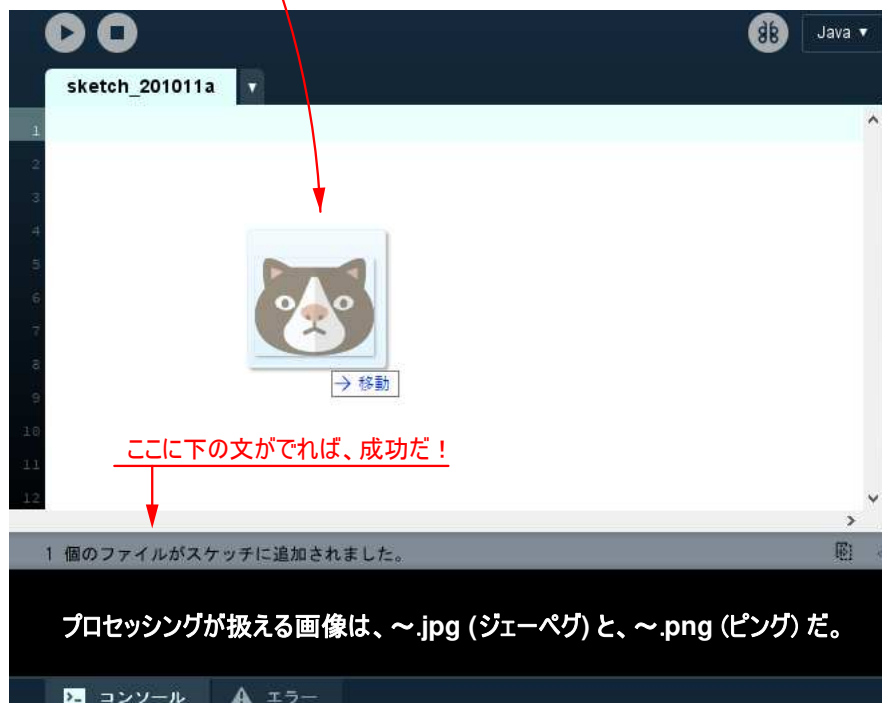 Java ▼
sketch_201011a ▼
1
2
3
4
5
6
7
8
9
→ 移動
10
ここに下の文がでれば、成功だ！
11
12
1 個のファイルがスケッチに追加されました。
プロセッシングが扱える画像は、～.jpg (ジェーペグ) と、～.png (ピング) だ。
コンソール
エラー